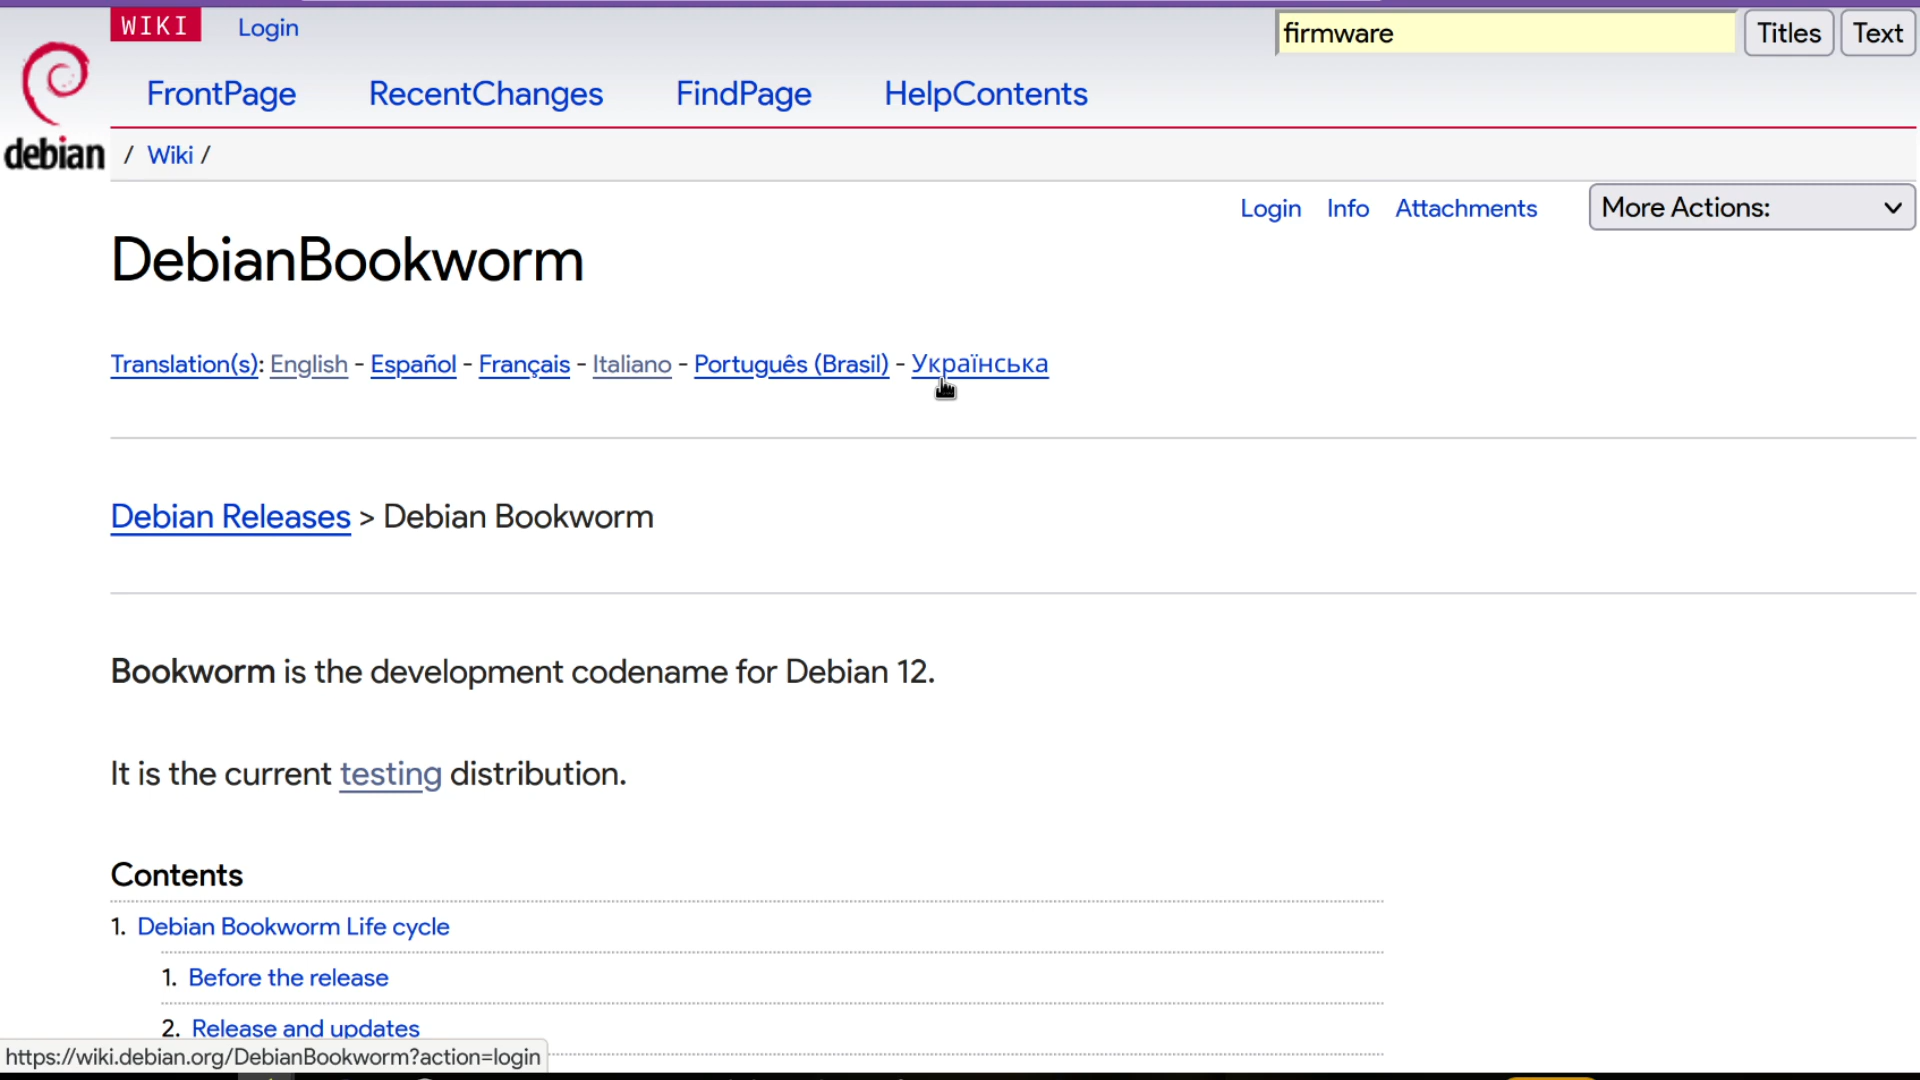 WIKI Login firmware Titles Text
FrontPage RecentChanges FindPage HelpContents
debian / Wiki /
Login Info Attachments More Actions:
DebianBookworm
Translation(s): English - Español - Français - Italiano - Português (Brasil) - Українська
Debian Releases > Debian Bookworm
Bookworm is the development codename for Debian 12.
It is the current testing distribution.
Contents
1. Debian Bookworm Life cycle
1. Before the release
2. Release and updates
https://wiki.debian.org/DebianBookworm?action=login